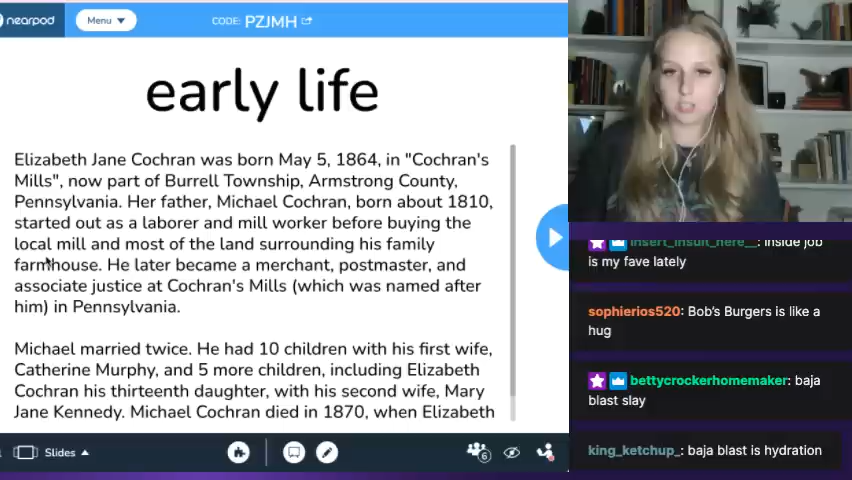 nearpod
Menu
CODE: PZJMH
early life
Elizabeth Jane Cochran was born May 5, 1864, in "Cochran's
Mills", now part of Burrell Township, Armstrong County,
Pennsylvania. Her father, Michael Cochran, born about 1810,
started out as a laborer and mill worker before buying the
local mill and most of the land surrounding his family
farmhouse. He later became a merchant, postmaster, and
associate justice at Cochran's Mills (which was named after
him) in Pennsylvania.
Michael married twice. He had 10 children with his first wife,
Catherine Murphy, and 5 more children, including Elizabeth
Cochran his thirteenth daughter, with his second wife, Mary
Jane Kennedy. Michael Cochran died in 1870, when Elizabeth
Slides
6
insert_insult_here__: inside job
is my fave lately
sophierios520: Bob's Burgers is like a
hug
bettycrockerhomemaker: baja
blast slay
king_ketchup_: baja blast is hydration